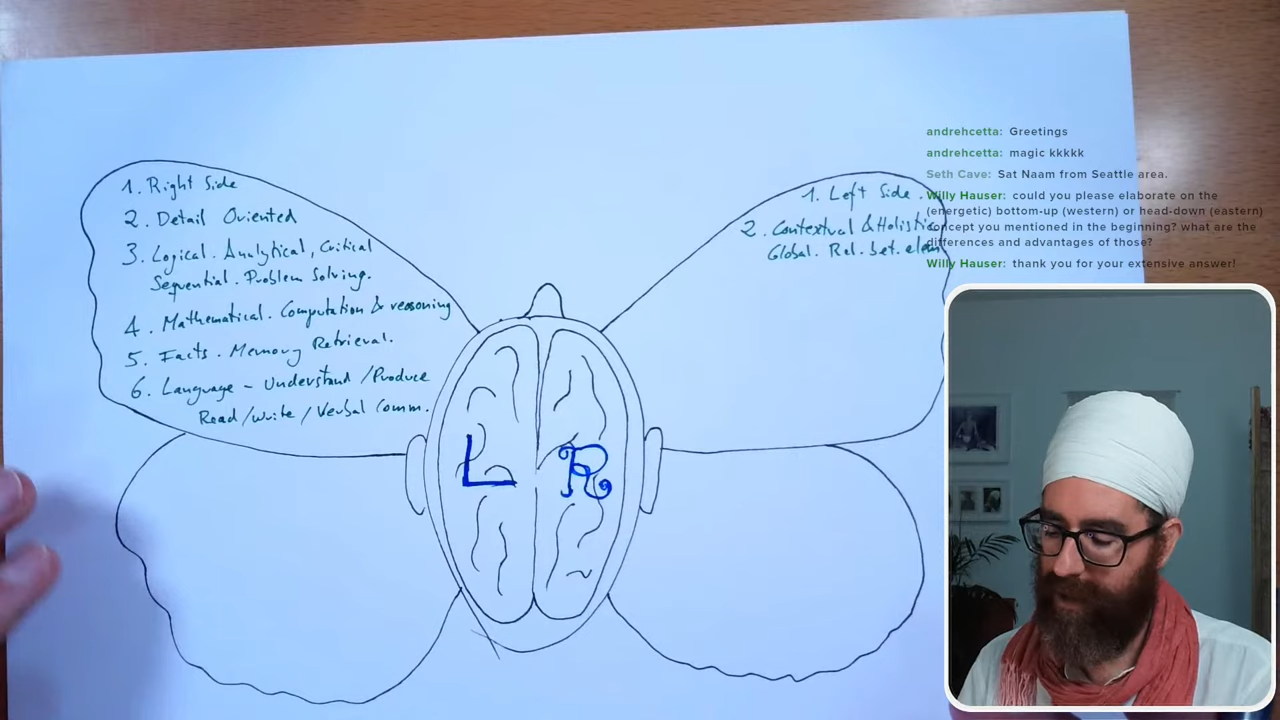 1. Right Side
2. Detail Oriented
3. Logical. Analytical, Critical
Sequential. Problem Solving.
4. Mathematical. Computation & reasoning
5. Facts. Memory Retrieval.
6. Language - Understand / Produce
Read / Write / Verbal Comm.
L
R
1. Left Side.
2. Contextual & Holistic
Global. Rel. bet. elem
andrehcetta: Greetings
andrehcetta: magic kkkkk
Seth Cave: Sat Naam from Seattle area.
Willy Hauser: could you please elaborate on the
(energetic) bottom-up (western) or head-down (eastern)
concept you mentioned in the beginning? what are the
differences and advantages of those?
Willy Hauser: thank you for your extensive answer!